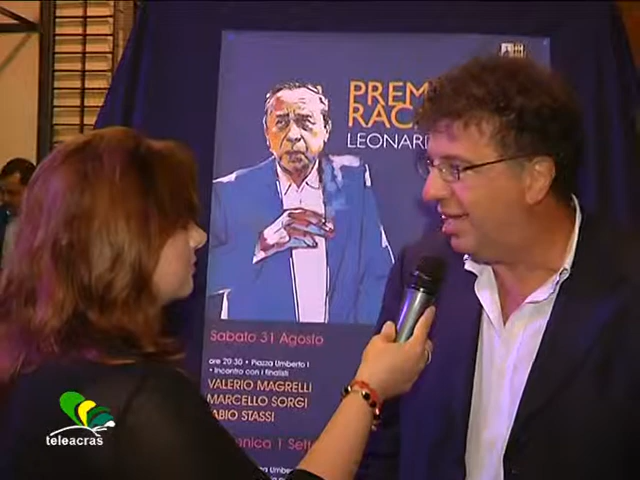 PREM
RAC
LEONAR
Sabato 31 Agosto
ore 20:30 • Piazza Umberto I
• Incontro con i finalisti
VALERIO MAGRELLI
MARCELLO SORGI
FABIO STASSI
nica 1 Sett
teleacras